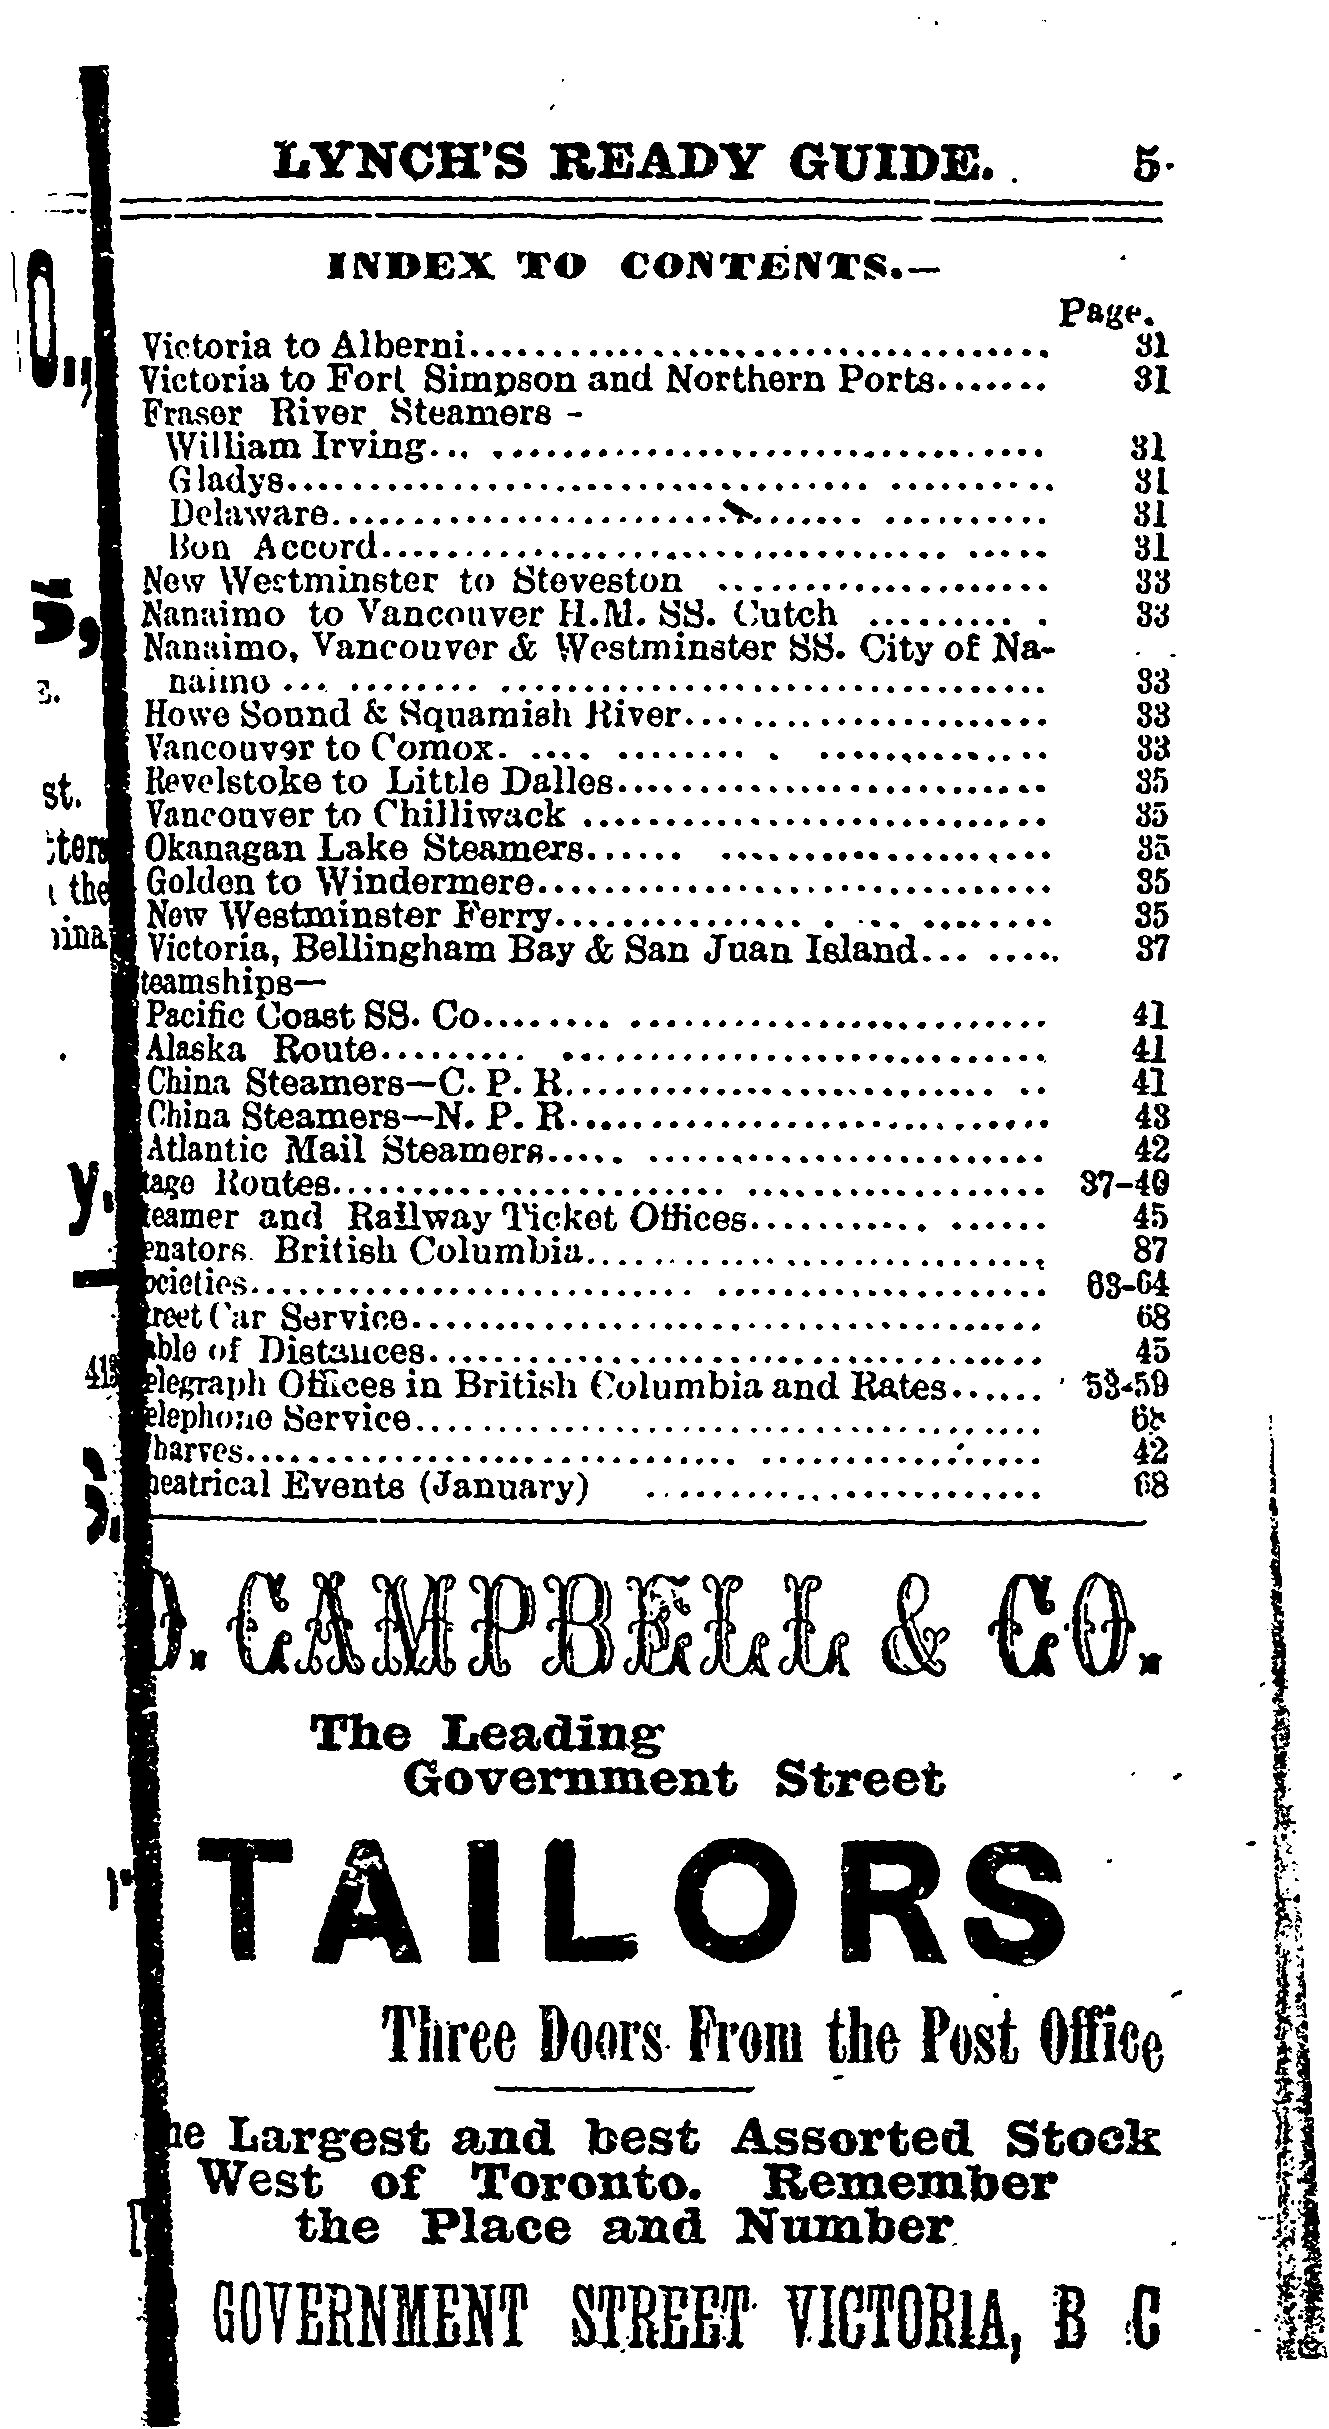 LYNCH'S READY GUIDE. 5
INDEX TO CONTENTS.—
Page.
Victoria to Alberni 31
Victoria to Fort Simpson and Northern Ports 31
Fraser River Steamers -
William Irving 31
Gladys 31
Delaware 31
Bon Accord 31
New Westminster to Steveston 33
Nanaimo to Vancouver H.M. SS. Cutch 33
Nanaimo, Vancouver & Westminster SS. City of Na-
naimo 33
Howe Sound & Squamish River 33
Vancouver to Comox 33
Revelstoke to Little Dalles 35
Vancouver to Chilliwack 35
Okanagan Lake Steamers 35
Golden to Windermere 35
New Westminster Ferry 35
Victoria, Bellingham Bay & San Juan Island 37
teamships—
Pacific Coast SS. Co 41
Alaska Route 41
China Steamers—C. P. R. 41
China Steamers—N. P. R. 43
Atlantic Mail Steamers 42
tage Routes 37-40
teamer and Railway Ticket Offices 45
enators. British Columbia 87
ocieties 63-64
treet Car Service 68
able of Distances 45
elegraph Offices in British Columbia and Rates 53-59
elephone Service 68
harves 42
heatrical Events (January) 68
D. CAMPBELL & CO.
The Leading
Government Street
TAILORS
Three Doors From the Post Office
he Largest and best Assorted Stock
West of Toronto. Remember
the Place and Number
GOVERNMENT STREET VICTORIA, B C